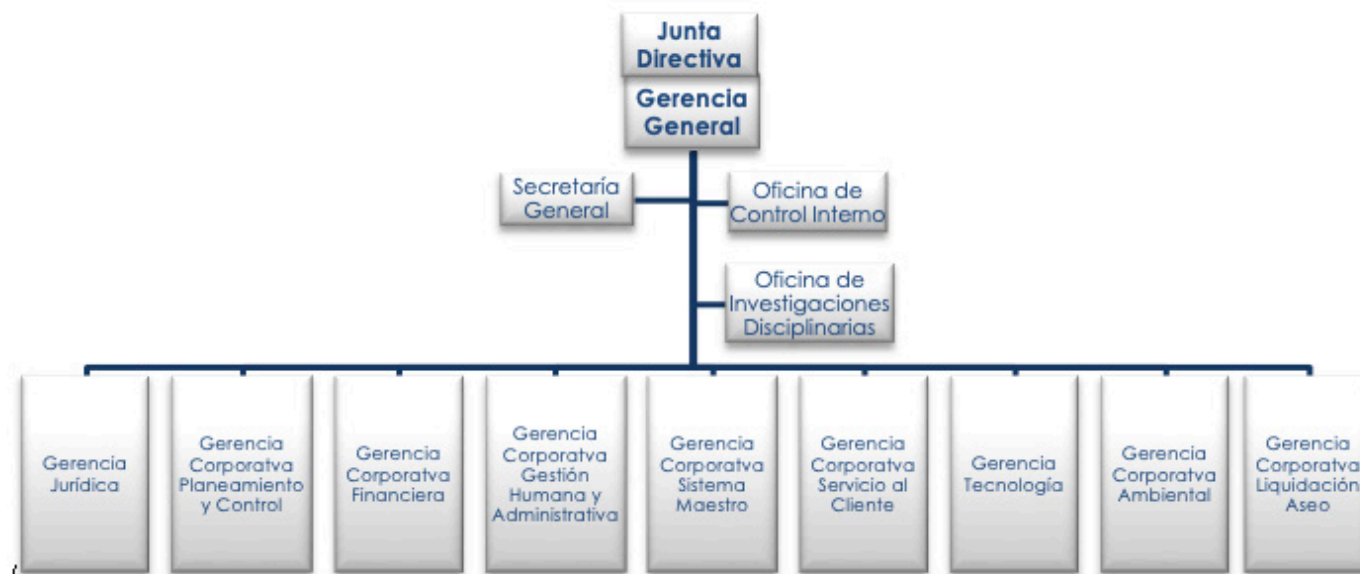 Junta
Directiva
Gerencia
General
Secretaría
General
Oficina de
Control Interno
Oficina de
Investigaciones
Disciplinarias
Gerencia
Jurídica
Gerencia
Corporatva
Planeamiento
y Control
Gerencia
Corporatva
Financiera
Gerencia
Corporatva
Gestión
Humana y
Administrativa
Gerencia
Corporatva
Sistema
Maestro
Gerencia
Corporatva
Servicio al
Cliente
Gerencia
Tecnología
Gerencia
Corporatva
Ambiental
Gerencia
Corporatva
Liquidación
Aseo